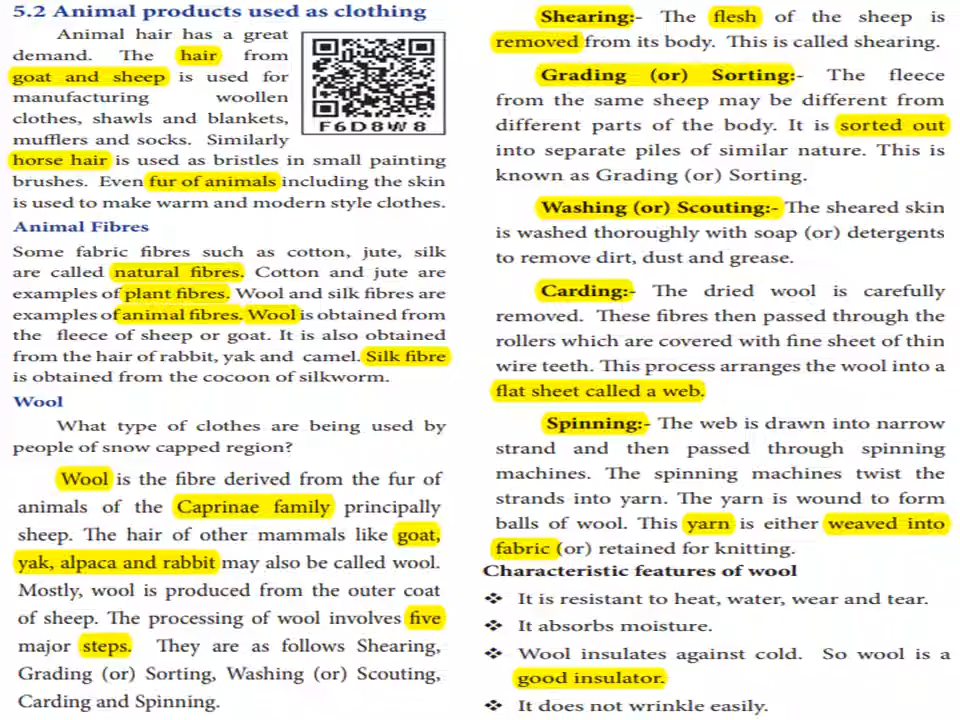 5.2 Animal products used as clothing
Animal hair has a great
demand. The hair from
goat and sheep is used for
manufacturing woollen
clothes, shawls and blankets,
mufflers and socks. Similarly
horse hair is used as bristles in small painting
brushes. Even fur of animals including the skin
is used to make warm and modern style clothes.
F6D8W8
Animal Fibres
Some fabric fibres such as cotton, jute, silk
are called natural fibres. Cotton and jute are
examples of plant fibres. Wool and silk fibres are
examples of animal fibres. Wool is obtained from
the fleece of sheep or goat. It is also obtained
from the hair of rabbit, yak and camel. Silk fibre
is obtained from the cocoon of silkworm.
Wool
What type of clothes are being used by
people of snow capped region?
Wool is the fibre derived from the fur of
animals of the Caprinae family principally
sheep. The hair of other mammals like goat,
yak, alpaca and rabbit may also be called wool.
Mostly, wool is produced from the outer coat
of sheep. The processing of wool involves five
major steps. They are as follows Shearing,
Grading (or) Sorting, Washing (or) Scouting,
Carding and Spinning.
Shearing:- The flesh of the sheep is
removed from its body. This is called shearing.
Grading (or) Sorting:- The fleece
from the same sheep may be different from
different parts of the body. It is sorted out
into separate piles of similar nature. This is
known as Grading (or) Sorting.
Washing (or) Scouting:- The sheared skin
is washed thoroughly with soap (or) detergents
to remove dirt, dust and grease.
Carding:- The dried wool is carefully
removed. These fibres then passed through the
rollers which are covered with fine sheet of thin
wire teeth. This process arranges the wool into a
flat sheet called a web.
Spinning:- The web is drawn into narrow
strand and then passed through spinning
machines. The spinning machines twist the
strands into yarn. The yarn is wound to form
balls of wool. This yarn is either weaved into
fabric (or) retained for knitting.
Characteristic features of wool
❖ It is resistant to heat, water, wear and tear.
❖ It absorbs moisture.
❖ Wool insulates against cold. So wool is a
good insulator.
❖ It does not wrinkle easily.